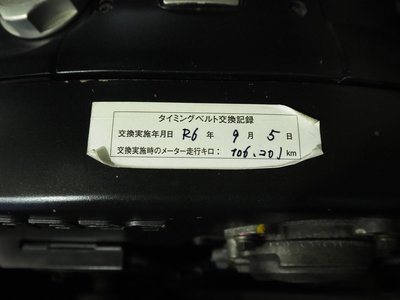 タイミングベルト交換記録
交換実施年月日 R6 年 9 月 5 日
交換実施時のメーター走行キロ: 106,201 km